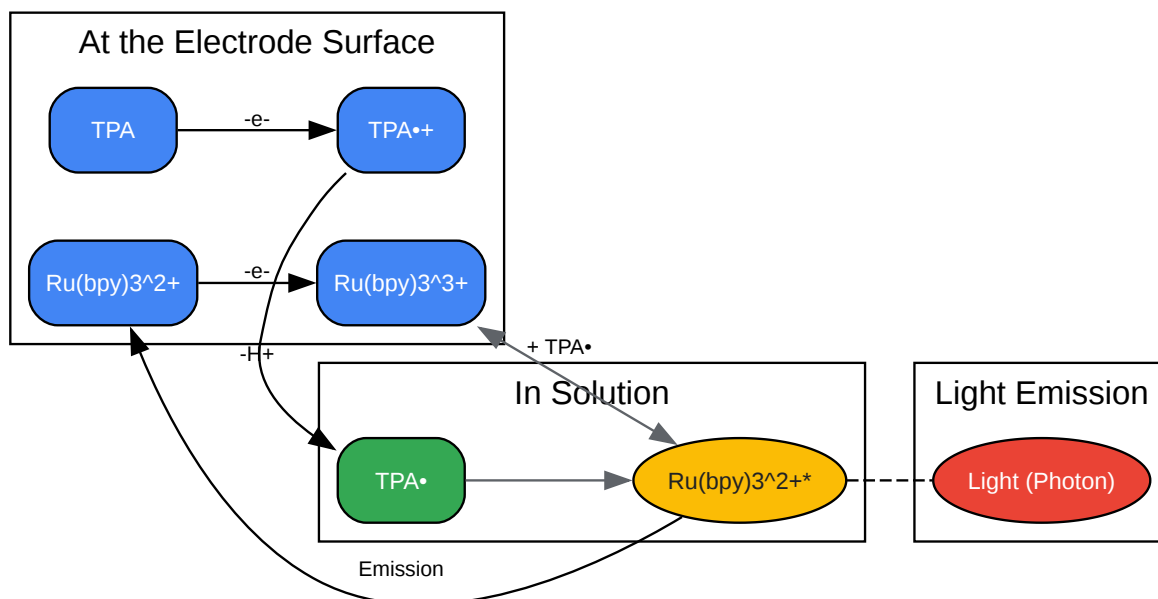 At the Electrode Surface
TPA
-e-
TPA•+
Ru(bpy)3^2+
-e-
Ru(bpy)3^3+
-H+
+ TPA•
In Solution
Light Emission
TPA•
Ru(bpy)3^2+*
Light (Photon)
Emission